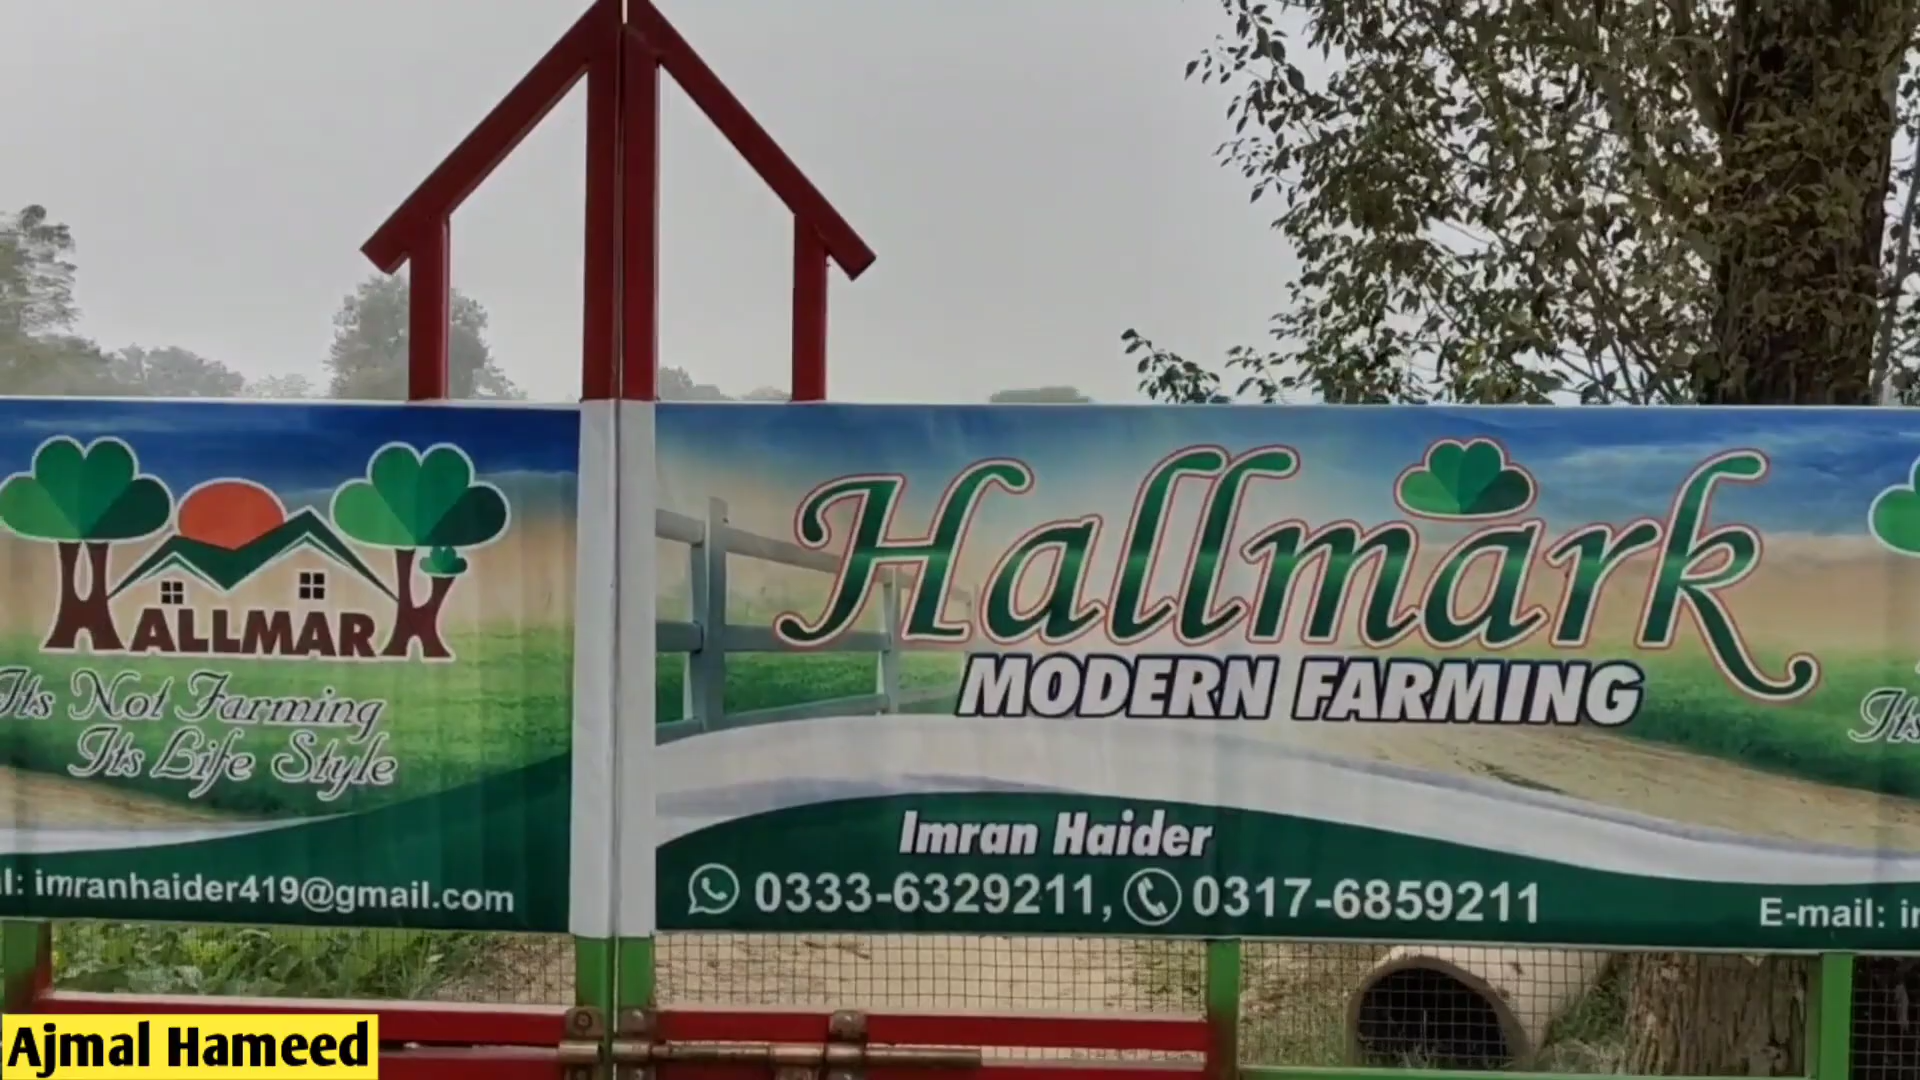 HALLMARK
Its Not Farming
Its Life Style
l: imranhaider419@gmail.com
Hallmark
MODERN FARMING
Imran Haider
0333-6329211, 0317-6859211
Its
E-mail: i
Ajmal Hameed